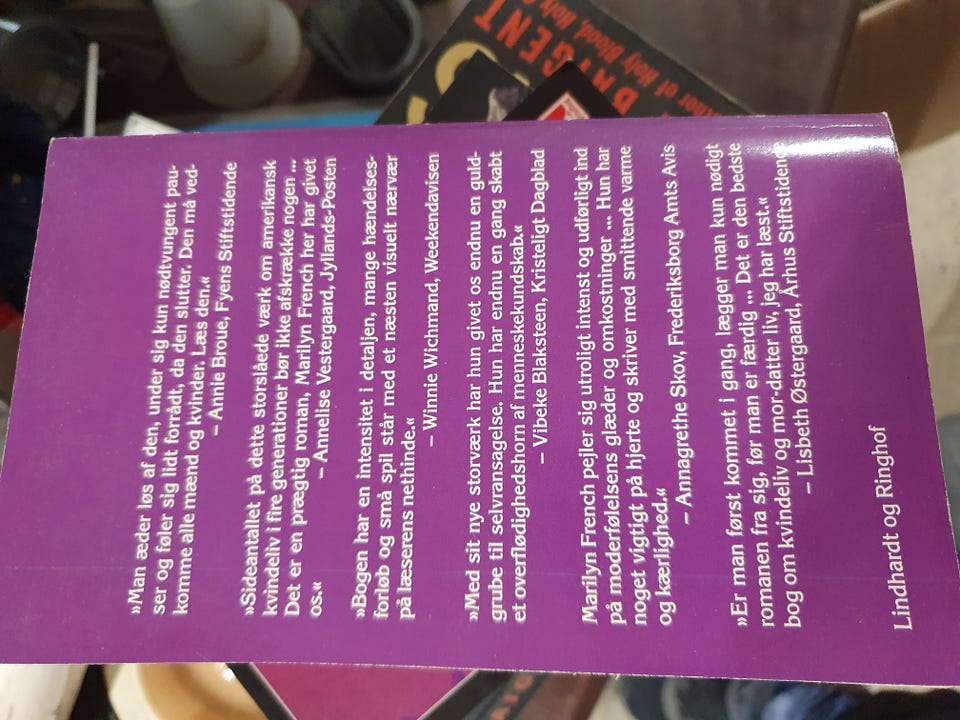 »Man æder løs af den, under sig kun nødtvungent pau-
ser og føler sig lidt forrådt, da den slutter. Den må ved-
komme alle mænd og kvinder. Læs den.«
– Annie Broue, Fyens Stiftstidende
»Sideantallet på dette storslåede værk om amerikansk
kvindeliv i fire generationer bør ikke afskrække nogen ...
Det er en prægtig roman, Marilyn French her har givet
os.«
– Annelise Vestergaard, Jyllands-Posten
»Bogen har en intensitet i detaljen, mange hændelses-
forløb og små spil står med et næsten visuelt nærvær
på læserens nethinde.«
– Winnie Wichmand, Weekendavisen
»Med sit nye storværk har hun givet os endnu en guld-
grube til selvransagelse. Hun har endnu en gang skabt
et overflødighedshorn af menneskekundskab.«
– Vibeke Blaksteen, Kristeligt Dagblad
Marilyn French pejler sig utroligt intenst og udførligt ind
på moderfølelsens glæder og omkostninger ... Hun har
noget vigtigt på hjerte og skriver med smittende varme
og kærlighed.«
– Annagrethe Skov, Frederiksborg Amts Avis
»Er man først kommet i gang, lægger man kun nødigt
romanen fra sig, før man er færdig ... Det er den bedste
bog om kvindeliv og mor-datter liv, jeg har læst.«
– Lisbeth Østergaard, Århus Stiftstidende
Lindhardt og Ringhof
BAIGENT
of Holy Blood, Holy